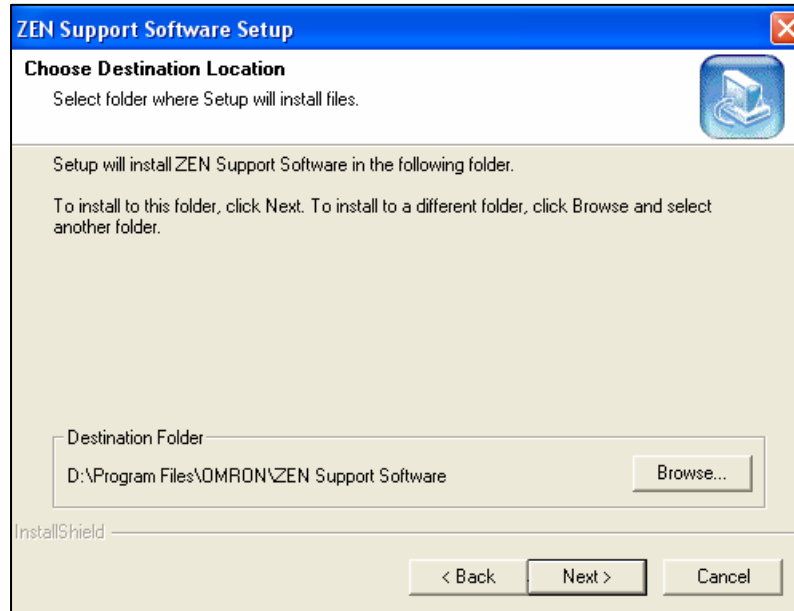 ZEN Support Software Setup
Choose Destination Location
Select folder where Setup will install files.
Setup will install ZEN Support Software in the following folder.
To install to this folder, click Next. To install to a different folder, click Browse and select
another folder.
Destination Folder
D:\Program Files\OMRON\ZEN Support Software
Browse...
InstallShield
< Back
Next >
Cancel